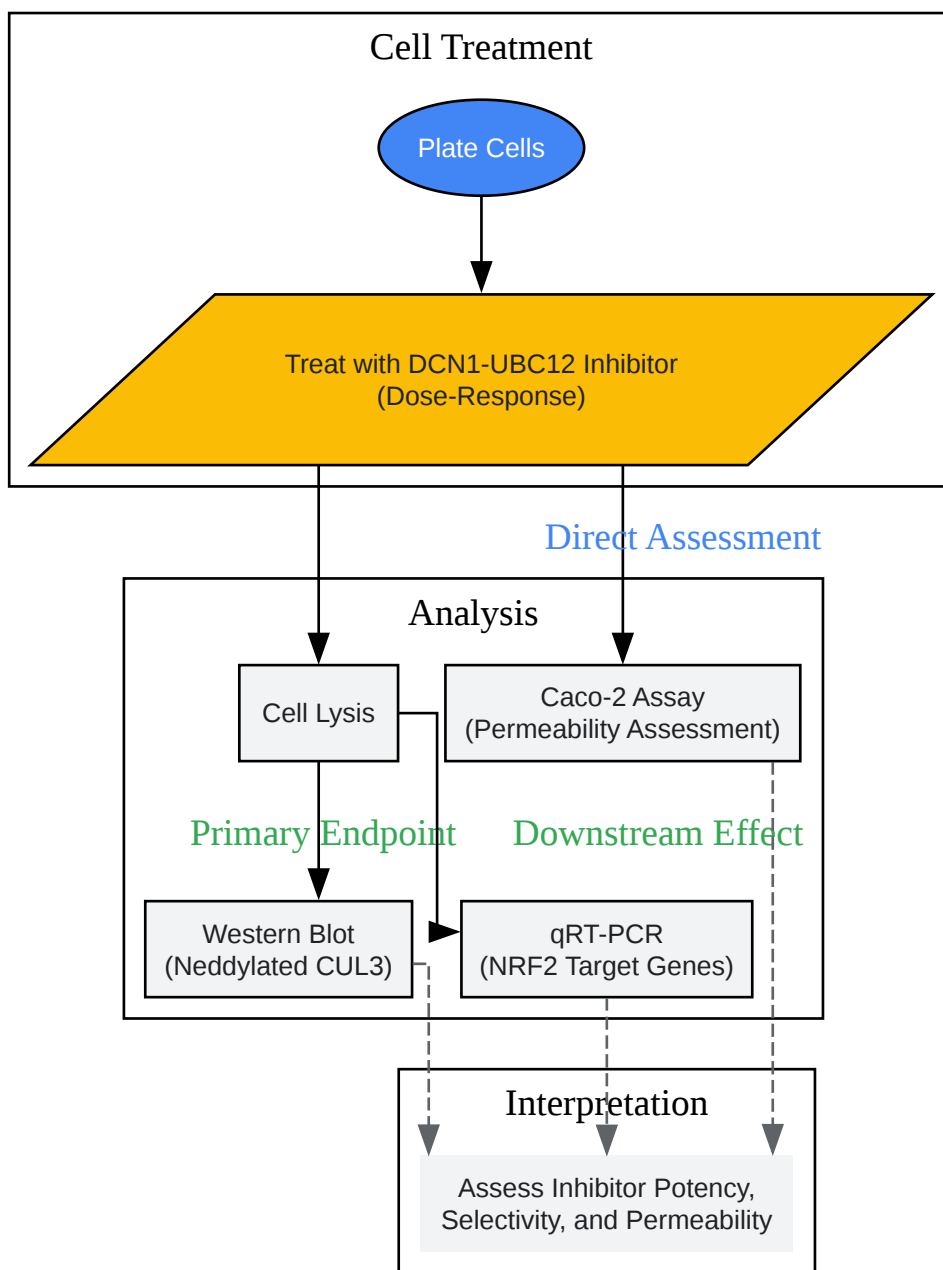 Cell Treatment
Plate Cells
Treat with DCN1-UBC12 Inhibitor
(Dose-Response)
Direct Assessment
Analysis
Cell Lysis
Caco-2 Assay
(Permeability Assessment)
Primary Endpoint
Downstream Effect
Western Blot
(Neddylated CUL3)
qRT-PCR
(NRF2 Target Genes)
Interpretation
Assess Inhibitor Potency,
Selectivity, and Permeability